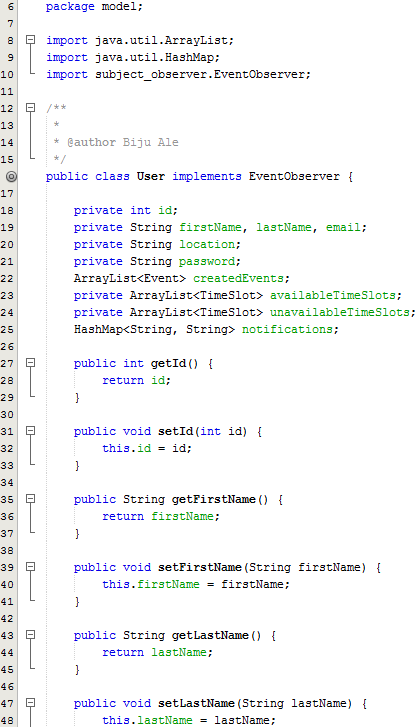 6 package model;
7
8 import java.util.ArrayList;
9 import java.util.HashMap;
10 import subject_observer.EventObserver;
11
12 /**
13  *
14  * @author Biju Ale
15  */
public class User implements EventObserver {
17
18     private int id;
19     private String firstName, lastName, email;
20     private String location;
21     private String password;
22     ArrayList<Event> createdEvents;
23     private ArrayList<TimeSlot> availableTimeSlots;
24     private ArrayList<TimeSlot> unavailableTimeSlots;
25     HashMap<String, String> notifications;
26
27     public int getId() {
28         return id;
29     }
30
31     public void setId(int id) {
32         this.id = id;
33     }
34
35     public String getFirstName() {
36         return firstName;
37     }
38
39     public void setFirstName(String firstName) {
40         this.firstName = firstName;
41     }
42
43     public String getLastName() {
44         return lastName;
45     }
46
47     public void setLastName(String lastName) {
48         this.lastName = lastName;